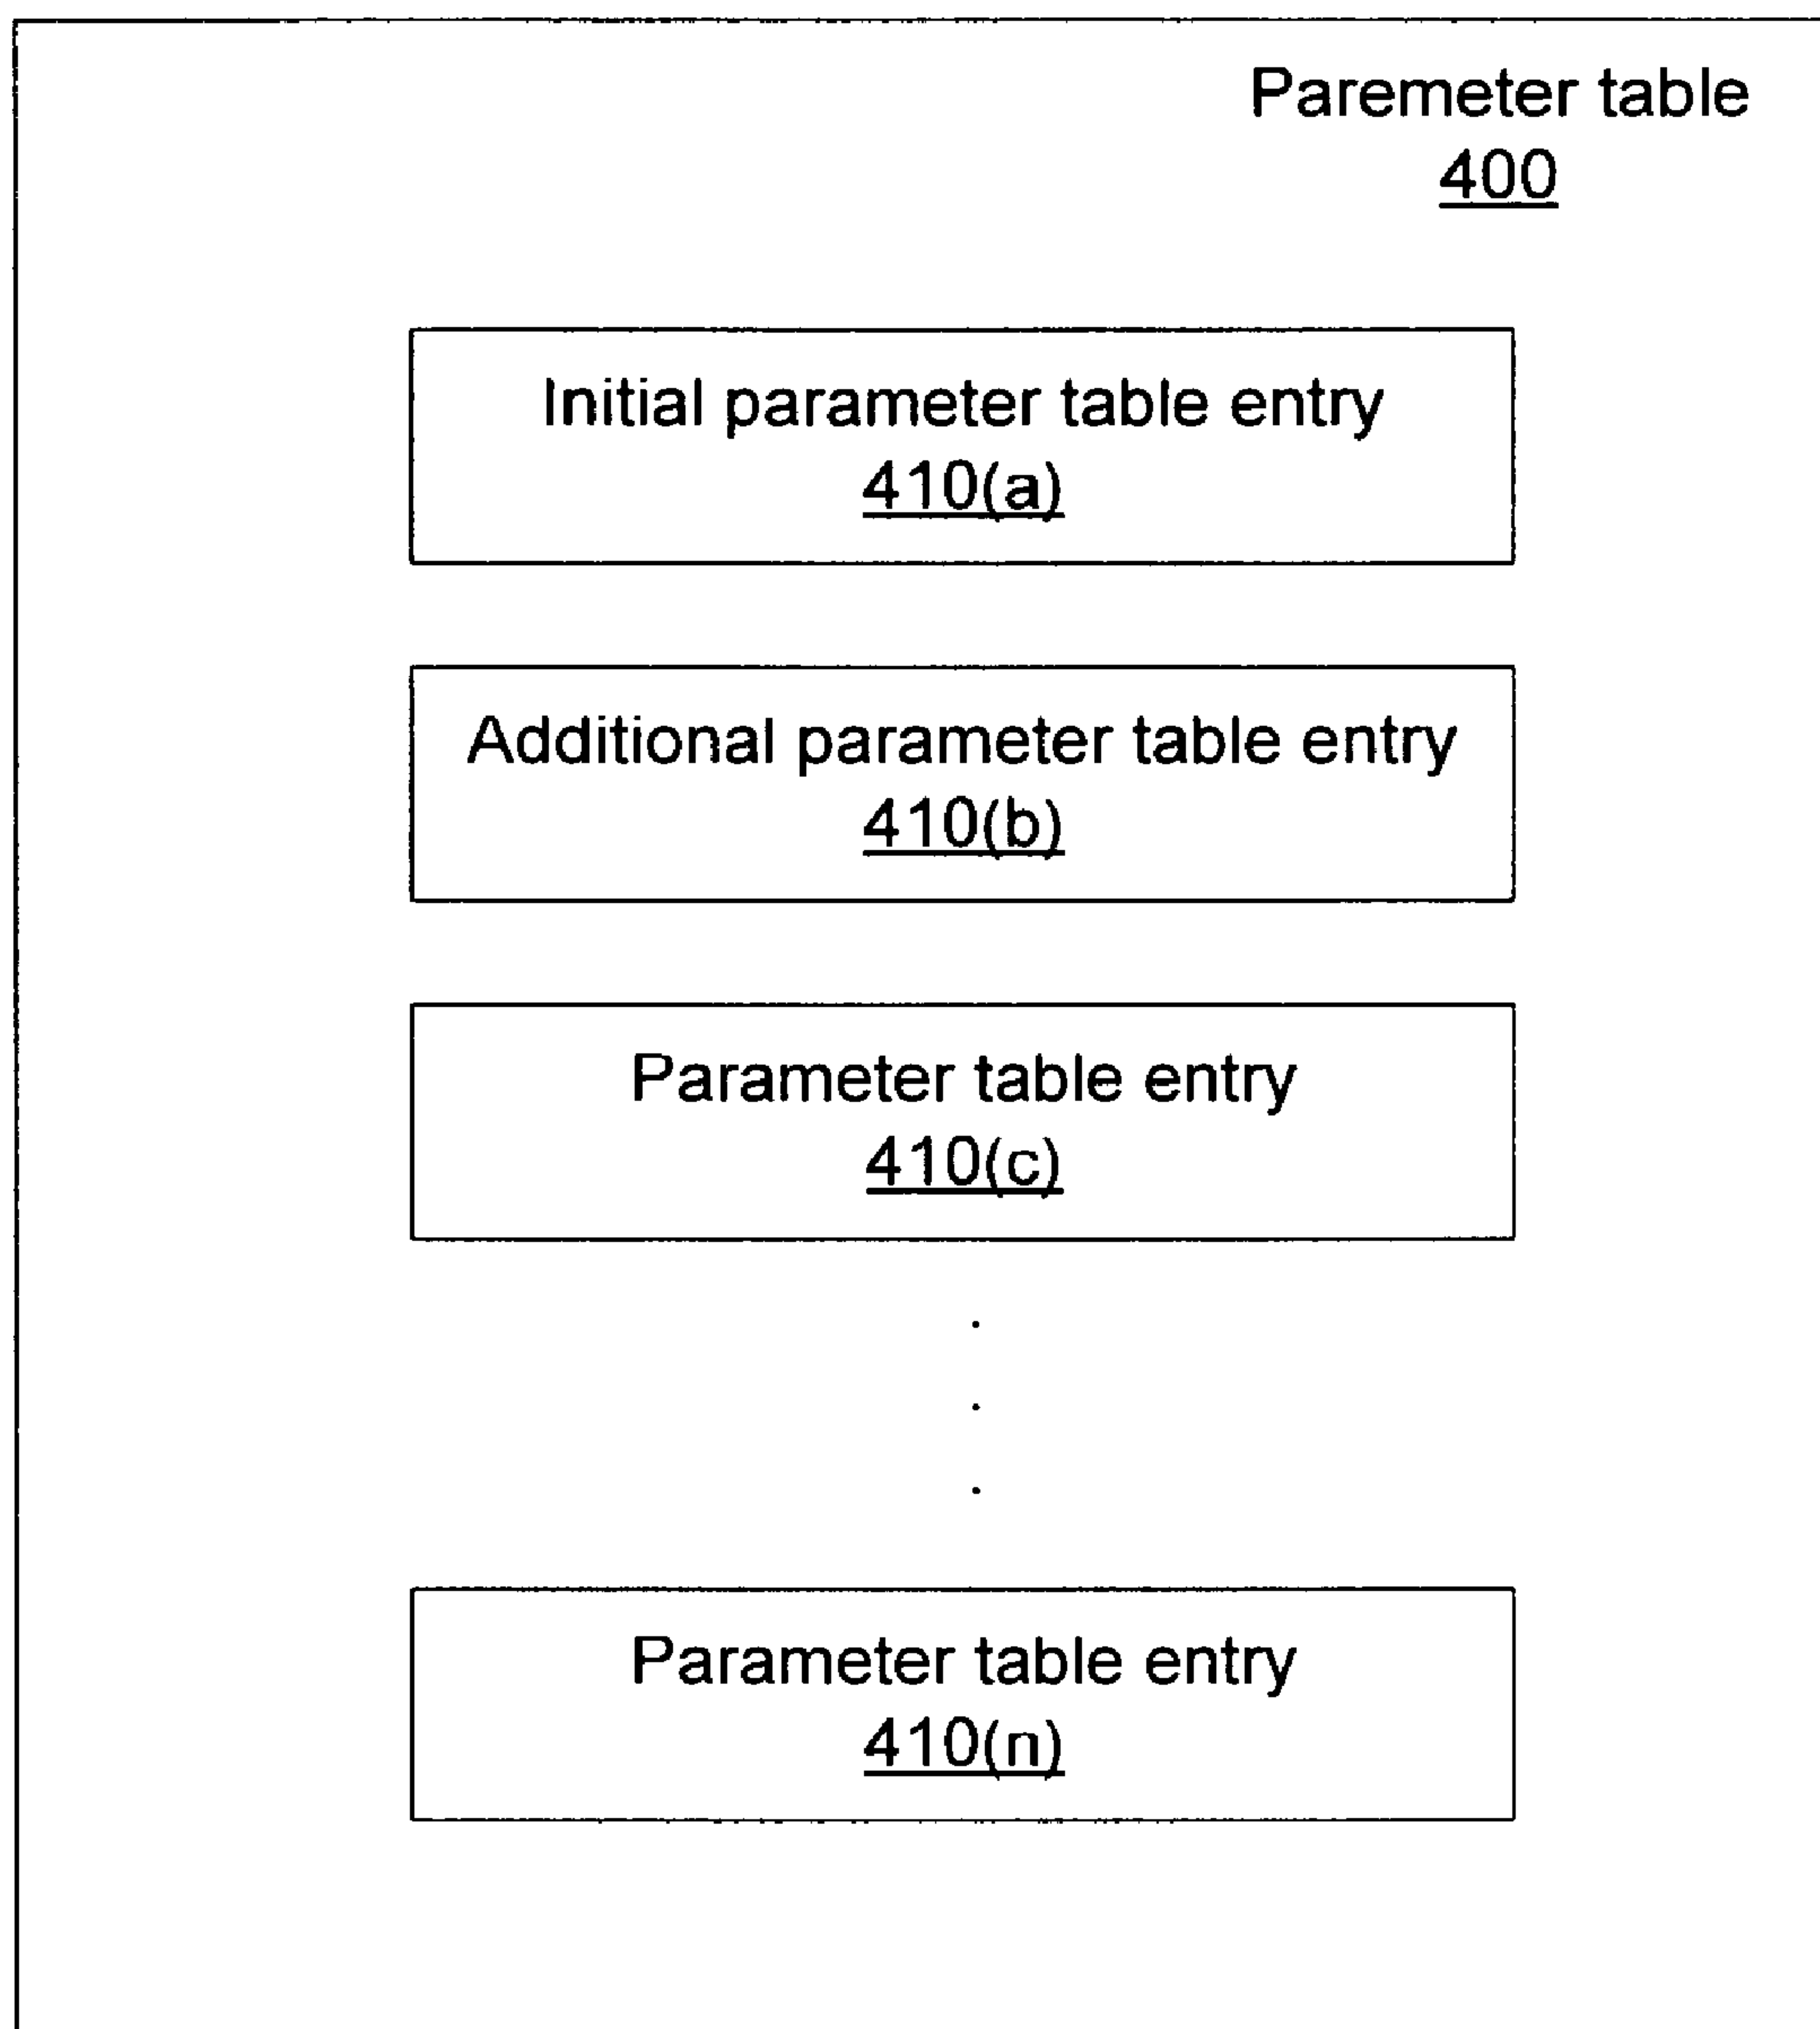 Paremeter table
400
Initial parameter table entry
410(a)
Additional parameter table entry
410(b)
Parameter table entry
410(c)
.
.
.
Parameter table entry
410(n)